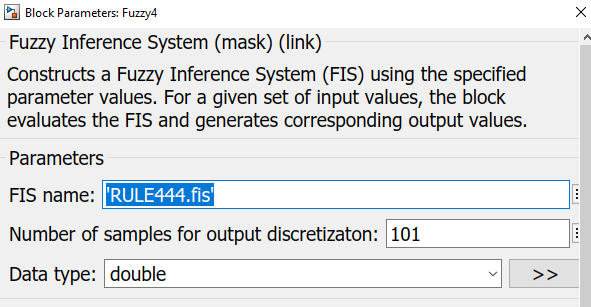 Block Parameters: Fuzzy4
Fuzzy Inference System (mask) (link)
Constructs a Fuzzy Inference System (FIS) using the specified
parameter values. For a given set of input values, the block
evaluates the FIS and generates corresponding output values.
Parameters
FIS name: 'RULE444.fis'
Number of samples for output discretizaton: 101
Data type: double >>